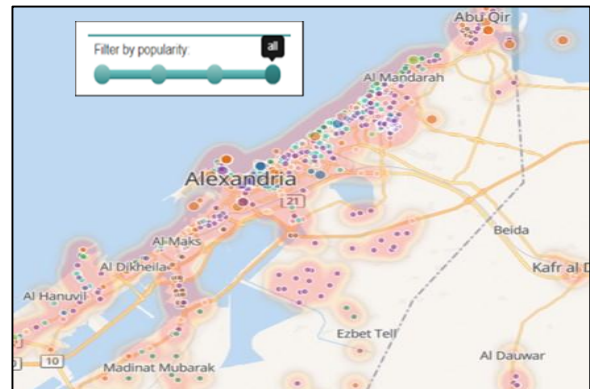 Abu Qir
Filter by popularity:
all
Al Mandarah
Alexandria
21
Al-Maks
Beida
Al Djkheila
Kafr al D
Al Hanuvil
Ezbet Tell
10
Al Dauwar
Madinat Mubarak